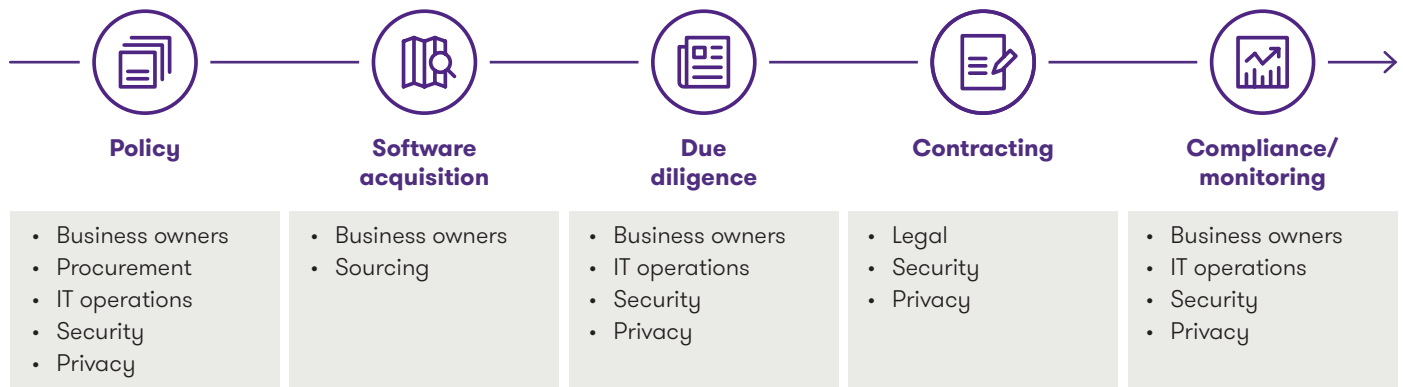 Policy
Software
acquisition
Due
diligence
Contracting
Compliance/
monitoring
• Business owners
• Procurement
• IT operations
• Security
• Privacy
• Business owners
• Sourcing
• Business owners
• IT operations
• Security
• Privacy
• Legal
• Security
• Privacy
• Business owners
• IT operations
• Security
• Privacy